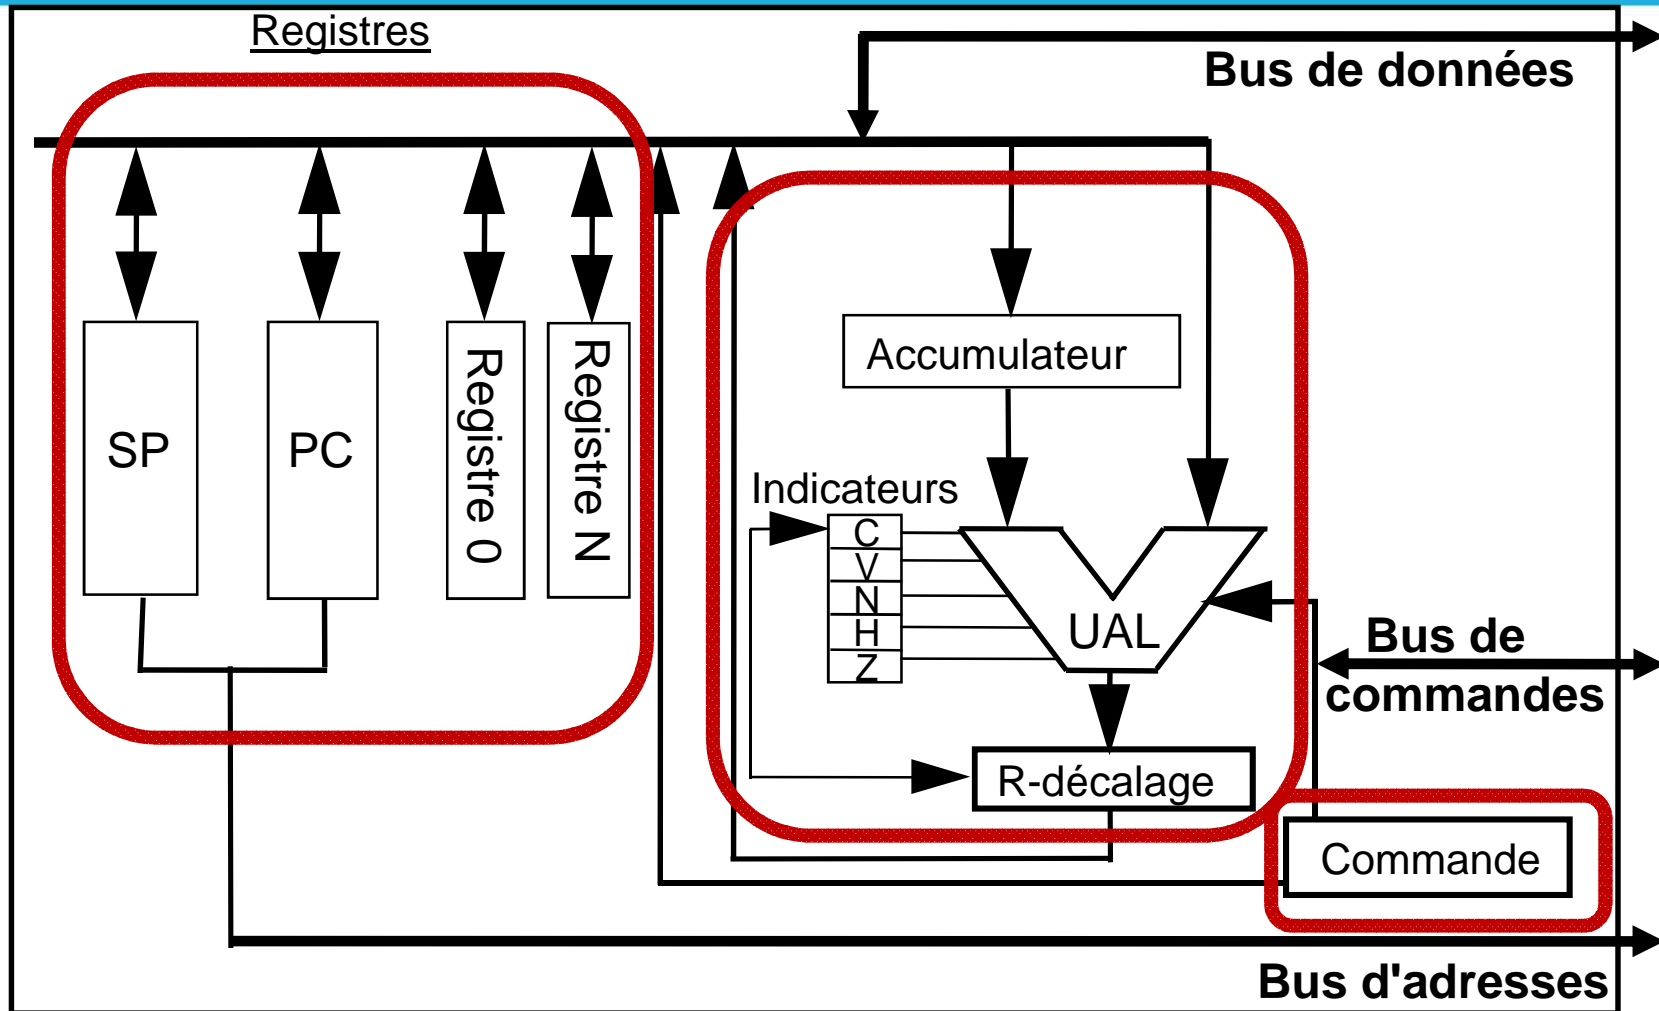 Registres
Bus de données
SP
PC
Registre 0
Registre N
Accumulateur
Indicateurs
C
V
N
H
Z
UAL
Bus de
commandes
R-décalage
Commande
Bus d'adresses